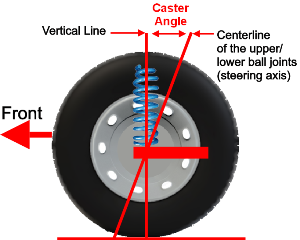 Caster
Angle
Vertical Line
Centerline
of the upper/
lower ball joints
(steering axis)
Front